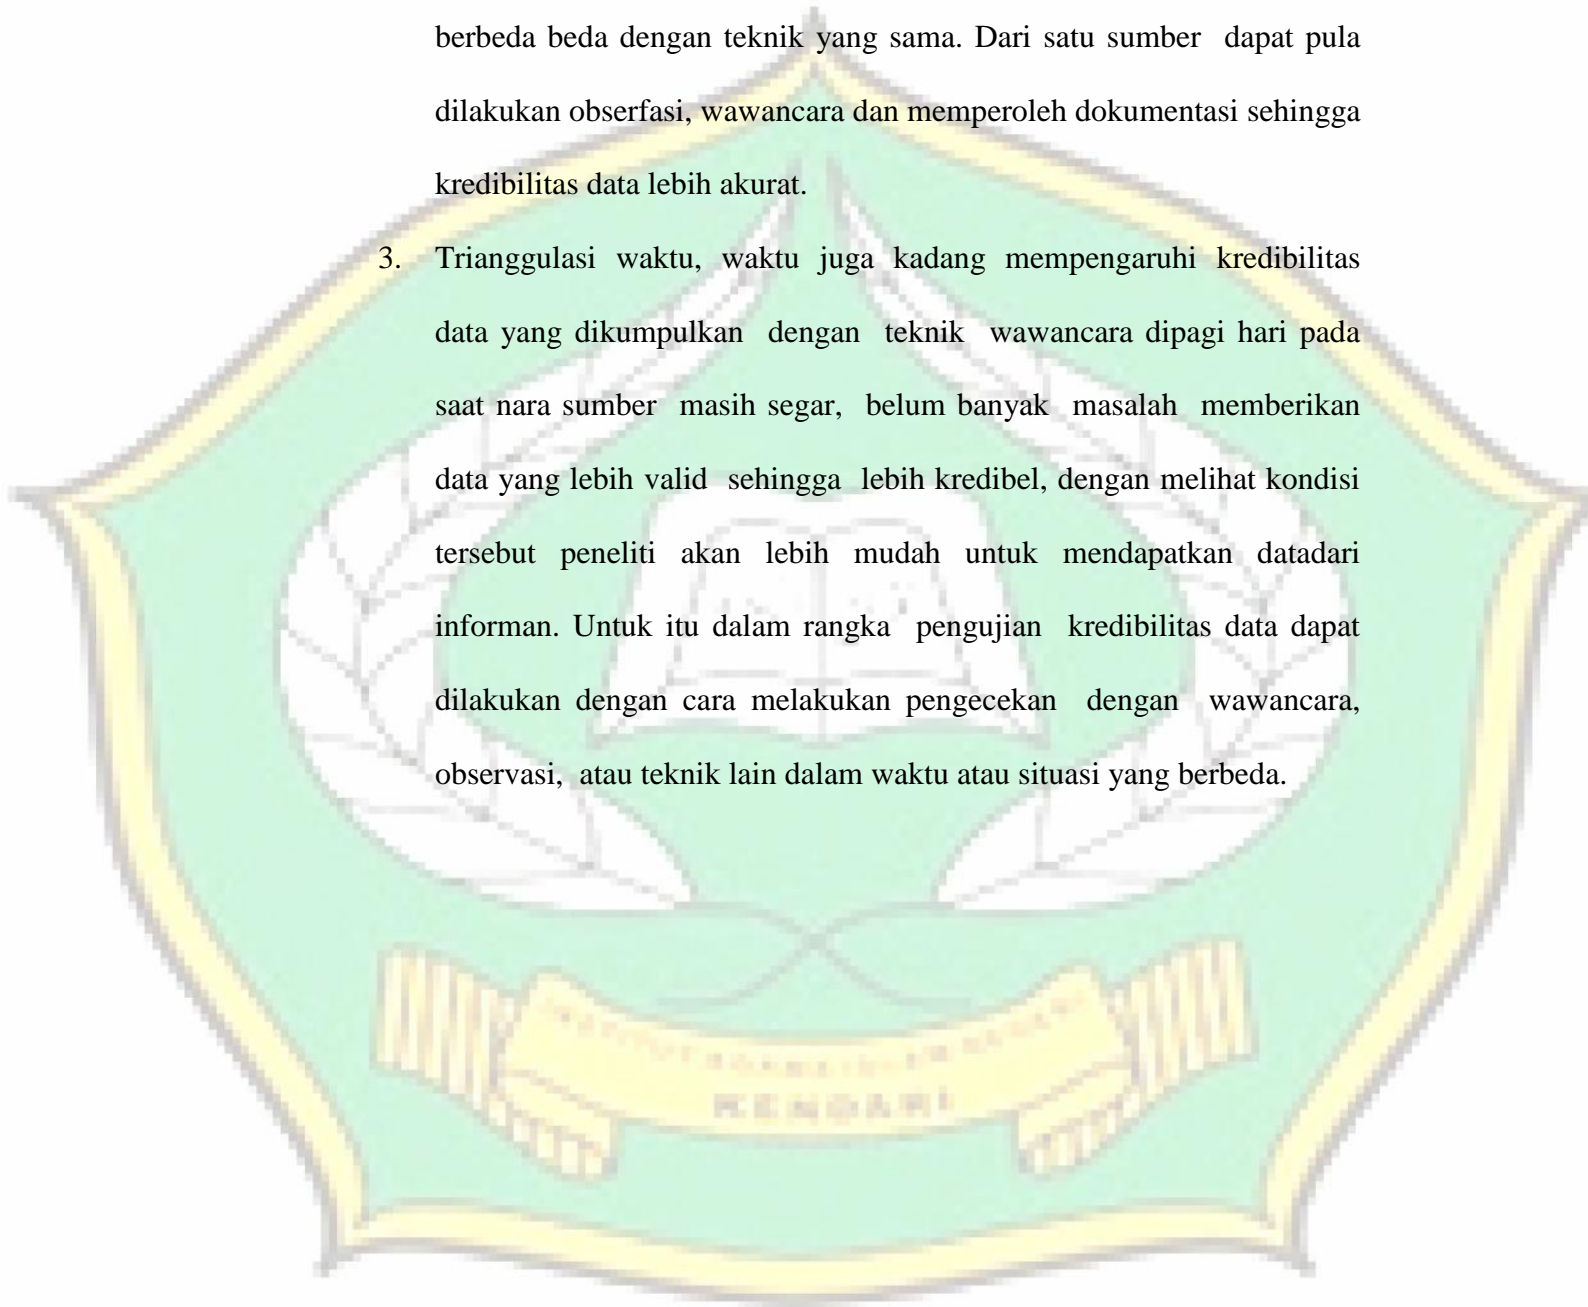 berbeda beda dengan teknik yang sama. Dari satu sumber dapat pula
dilakukan obserfasi, wawancara dan memperoleh dokumentasi sehingga
kredibilitas data lebih akurat.
3. Trianggulasi waktu, waktu juga kadang mempengaruhi kredibilitas
data yang dikumpulkan dengan teknik wawancara dipagi hari pada
saat nara sumber masih segar, belum banyak masalah memberikan
data yang lebih valid sehingga lebih kredibel, dengan melihat kondisi
tersebut peneliti akan lebih mudah untuk mendapatkan datadari
informan. Untuk itu dalam rangka pengujian kredibilitas data dapat
dilakukan dengan cara melakukan pengecekan dengan wawancara,
observasi, atau teknik lain dalam waktu atau situasi yang berbeda.
INSTITUT AGAMA ISLAM NEGERI
KENDARI